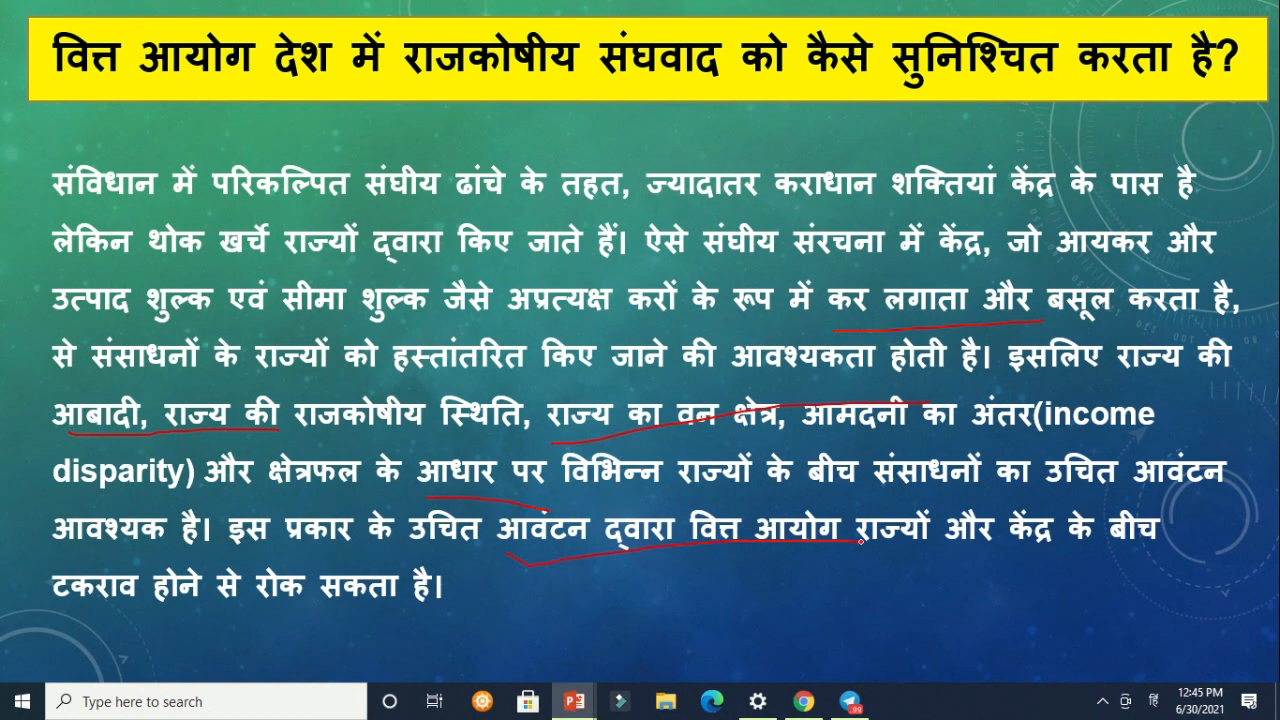 वित्त आयोग देश में राजकोषीय संघवाद को कैसे सुनिश्चित करता है?
संविधान में परिकल्पित संघीय ढांचे के तहत, ज्यादातर कराधान शक्तियां केंद्र के पास है
लेकिन थोक खर्चे राज्यों द्वारा किए जाते हैं। ऐसे संघीय संरचना में केंद्र, जो आयकर और
उत्पाद शुल्क एवं सीमा शुल्क जैसे अप्रत्यक्ष करों के रूप में कर लगाता और बसूल करता है,
से संसाधनों के राज्यों को हस्तांतरित किए जाने की आवश्यकता होती है। इसलिए राज्य की
आबादी, राज्य की राजकोषीय स्थिति, राज्य का वन क्षेत्र, आमदनी का अंतर(income
disparity) और क्षेत्रफल के आधार पर विभिन्न राज्यों के बीच संसाधनों का उचित आवंटन
आवश्यक है। इस प्रकार के उचित आवंटन द्वारा वित्त आयोग राज्यों और केंद्र के बीच
टकराव होने से रोक सकता है।
Type here to search
हिं
12:45 PM
6/30/2021